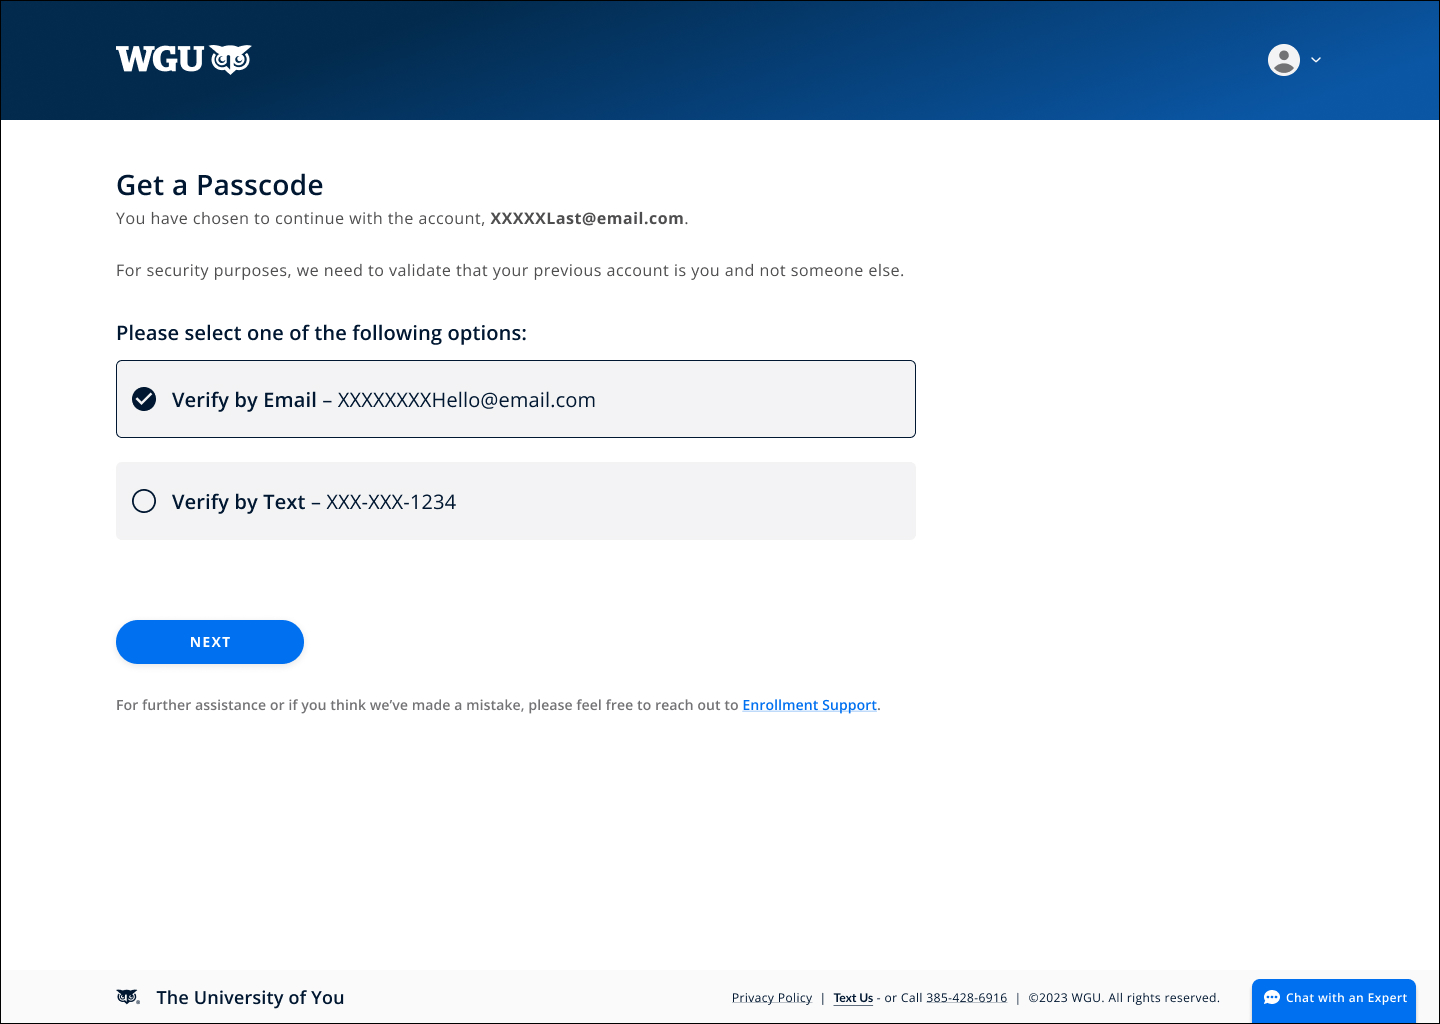 WGU
Get a Passcode
You have chosen to continue with the account, XXXXXLast@email.com.
For security purposes, we need to validate that your previous account is you and not someone else.
Please select one of the following options:
Verify by Email – XXXXXXXXHello@email.com
Verify by Text – XXX-XXX-1234
NEXT
For further assistance or if you think we’ve made a mistake, please feel free to reach out to Enrollment Support.
The University of You
Privacy Policy | Text Us - or Call 385-428-6916 | ©2023 WGU. All rights reserved.
Chat with an Expert